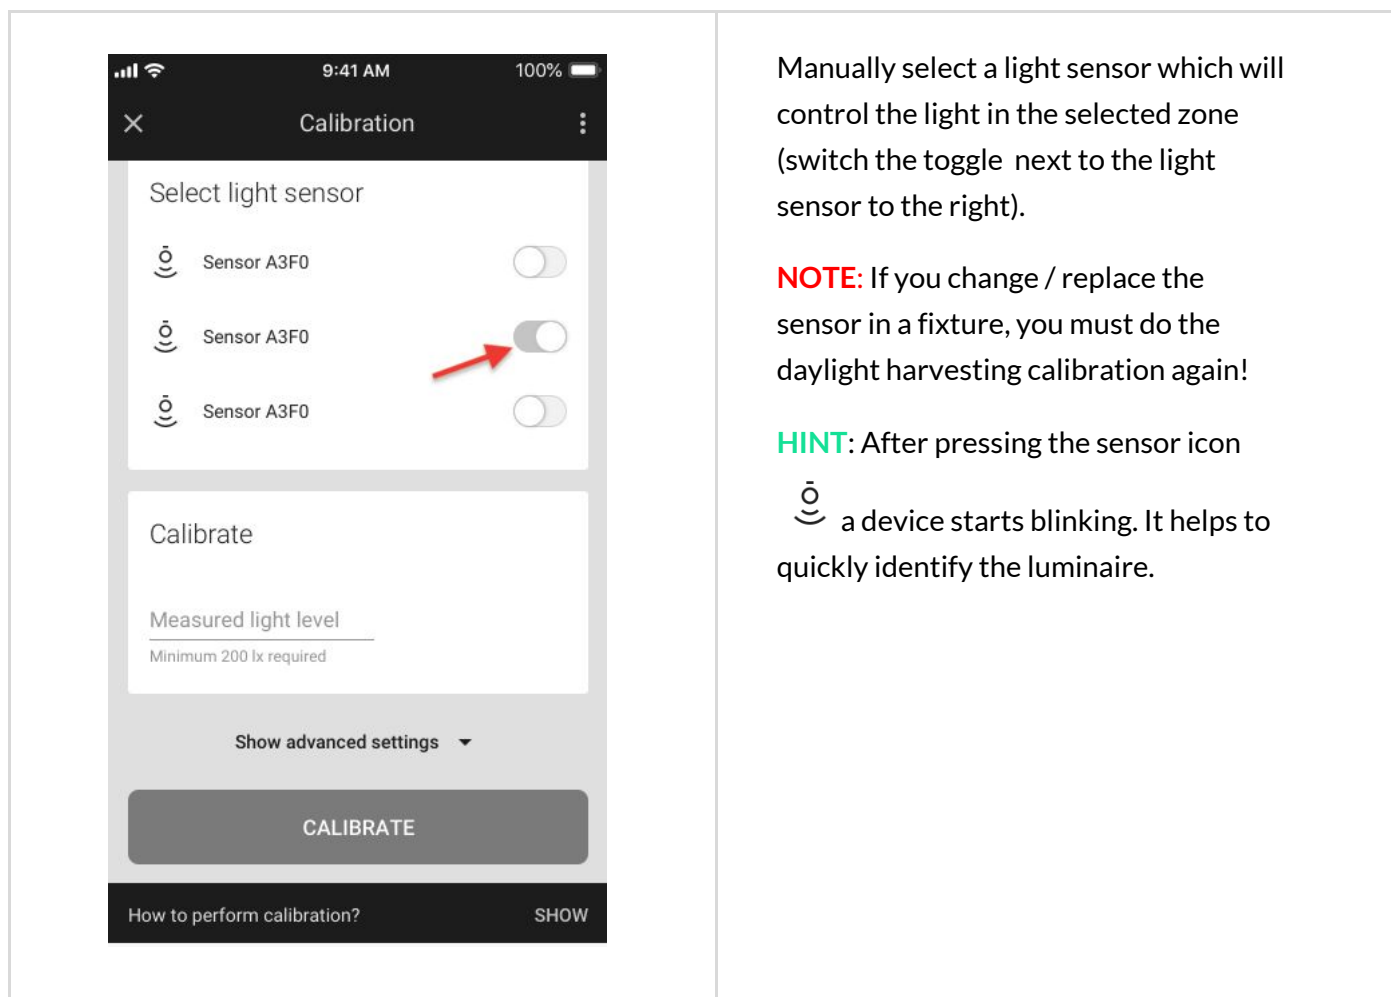 9:41 AM
100%
Calibration
Select light sensor
Sensor A3F0
Sensor A3F0
Sensor A3F0
Calibrate
Measured light level
Minimum 200 lx required
Show advanced settings
CALIBRATE
How to perform calibration?
SHOW
Manually select a light sensor which will
control the light in the selected zone
(switch the toggle  next to the light
sensor to the right).
NOTE: If you change / replace the
sensor in a fixture, you must do the
daylight harvesting calibration again!
HINT: After pressing the sensor icon
a device starts blinking. It helps to
quickly identify the luminaire.